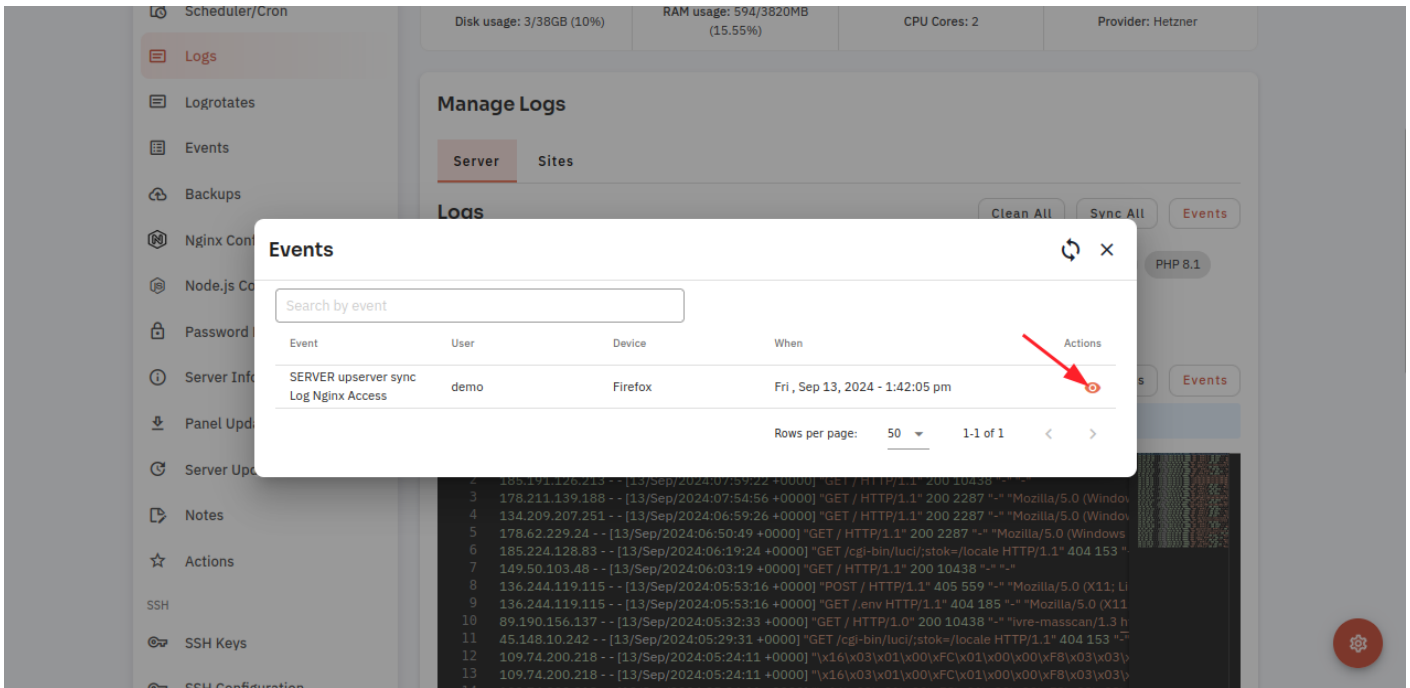 Scheduler/Cron
Logs
Logrotates
Events
Backups
Nginx Conf
Node.js Co
Password
Server Info
Panel Upda
Server Upd
Notes
Actions
SSH
SSH Keys
SSH Configuration
Disk usage: 3/38GB (10%)
RAM usage: 594/3820MB
(15.55%)
CPU Cores: 2
Provider: Hetzner
Manage Logs
Server Sites
Logs
Clean All Sync All Events
PHP 8.1
s Events
Events
Search by event
Event User Device When Actions
SERVER upserver sync
Log Nginx Access
demo Firefox Fri , Sep 13, 2024 - 1:42:05 pm
Rows per page: 50 1-1 of 1
2 185.191.126.213 - - [13/Sep/2024:07:59:22 +0000] "GET / HTTP/1.1" 200 10438 "-" "-"
3 178.211.139.188 - - [13/Sep/2024:07:54:56 +0000] "GET / HTTP/1.1" 200 2287 "-" "Mozilla/5.0 (Window
4 134.209.207.251 - - [13/Sep/2024:06:59:26 +0000] "GET / HTTP/1.1" 200 2287 "-" "Mozilla/5.0 (Window
5 178.62.229.24 - - [13/Sep/2024:06:50:49 +0000] "GET / HTTP/1.1" 200 2287 "-" "Mozilla/5.0 (Windows
6 185.224.128.83 - - [13/Sep/2024:06:19:24 +0000] "GET /cgi-bin/luci/;stok=/locale HTTP/1.1" 404 153 "-
7 149.50.103.48 - - [13/Sep/2024:06:03:19 +0000] "GET / HTTP/1.1" 200 10438 "-" "-"
8 136.244.119.115 - - [13/Sep/2024:05:53:16 +0000] "POST / HTTP/1.1" 405 559 "-" "Mozilla/5.0 (X11; Li
9 136.244.119.115 - - [13/Sep/2024:05:53:16 +0000] "GET /.env HTTP/1.1" 404 185 "-" "Mozilla/5.0 (X11
10 89.190.156.137 - - [13/Sep/2024:05:32:33 +0000] "GET / HTTP/1.0" 200 10438 "-" "ivre-masscan/1.3 h
11 45.148.10.242 - - [13/Sep/2024:05:29:31 +0000] "GET /cgi-bin/luci/;stok=/locale HTTP/1.1" 404 153 "-"
12 109.74.200.218 - - [13/Sep/2024:05:24:11 +0000] "\x16\x03\x01\x00\xFC\x01\x00\x00\xF8\x03\x03\
13 109.74.200.218 - - [13/Sep/2024:05:24:11 +0000] "\x16\x03\x01\x00\xFC\x01\x00\x00\xF8\x03\x03\